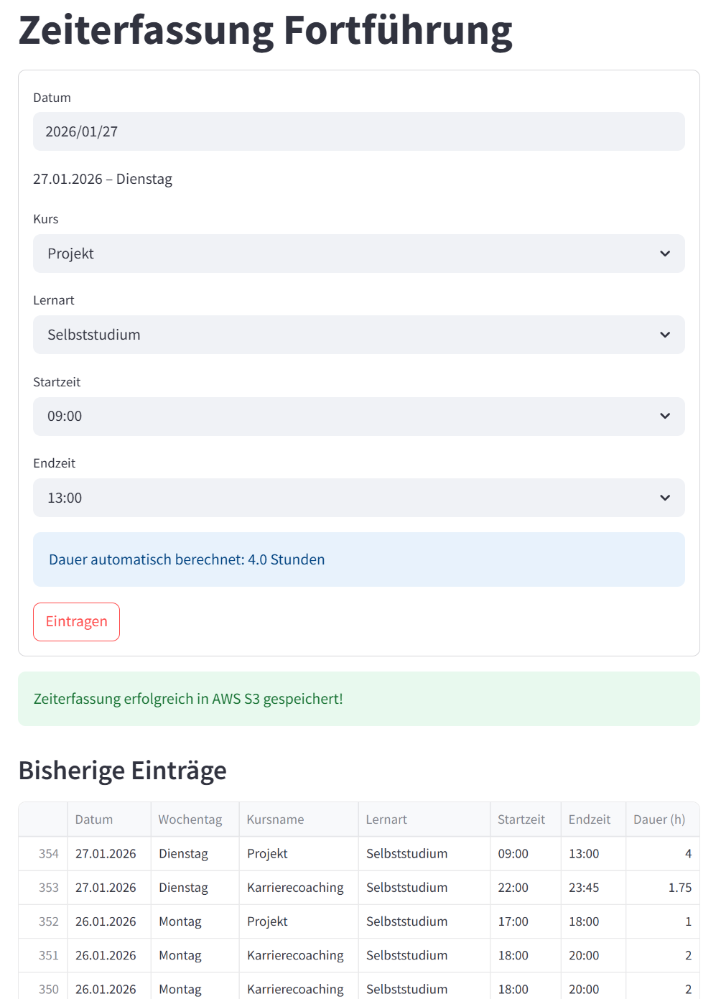 Zeiterfassung Fortführung
Datum
2026/01/27
27.01.2026 – Dienstag
Kurs
Projekt
Lernart
Selbststudium
Startzeit
09:00
Endzeit
13:00
Dauer automatisch berechnet: 4.0 Stunden
Eintragen
Zeiterfassung erfolgreich in AWS S3 gespeichert!
Bisherige Einträge
Datum Wochentag Kursname Lernart Startzeit Endzeit Dauer (h)
354 27.01.2026 Dienstag Projekt Selbststudium 09:00 13:00 4
353 27.01.2026 Dienstag Karrierecoaching Selbststudium 22:00 23:45 1.75
352 26.01.2026 Montag Projekt Selbststudium 17:00 18:00 1
351 26.01.2026 Montag Karrierecoaching Selbststudium 18:00 20:00 2
350 26.01.2026 Montag Karrierecoaching Selbststudium 18:00 20:00 2